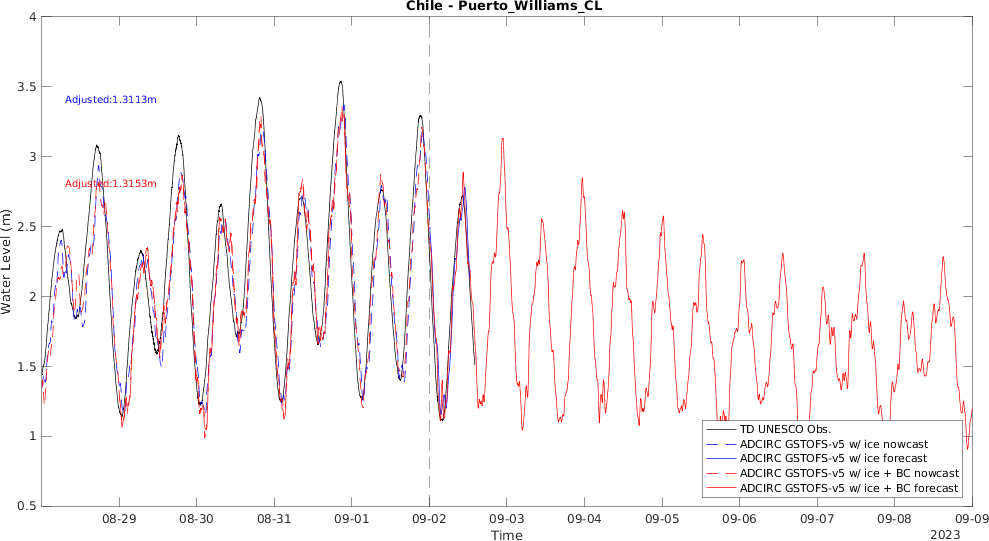 Chile - Puerto_Williams_CL
4
3.5
3
2.5
2
1.5
1
0.5
Water Level (m)
Adjusted:1.3113m
Adjusted:1.3153m
TD UNESCO Obs.
ADCIRC GSTOFS-v5 w/ ice nowcast
ADCIRC GSTOFS-v5 w/ ice forecast
ADCIRC GSTOFS-v5 w/ ice + BC nowcast
ADCIRC GSTOFS-v5 w/ ice + BC forecast
08-29 08-30 08-31 09-01 09-02 09-03 09-04 09-05 09-06 09-07 09-08 09-09
Time
2023